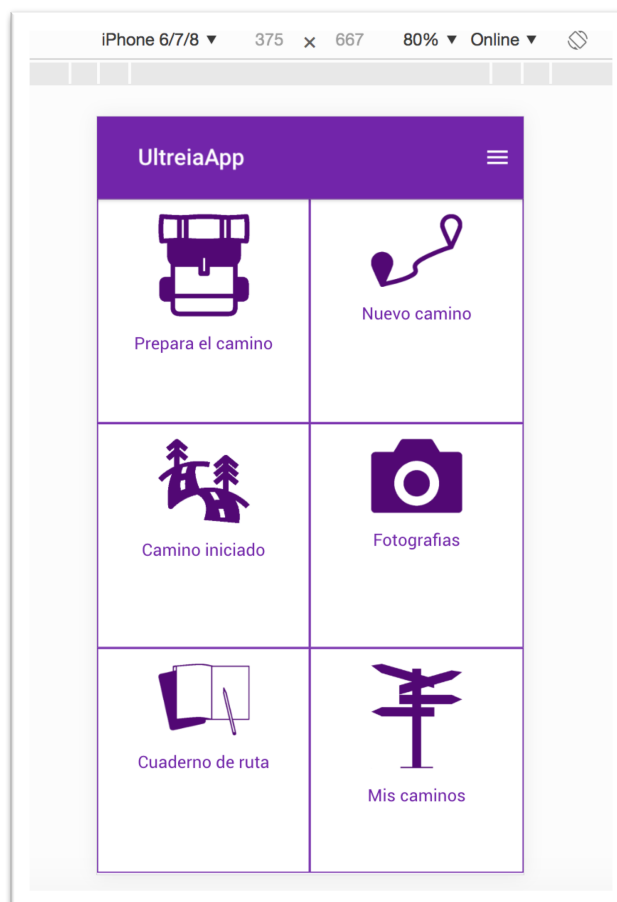 iPhone 6/7/8 ▼ 375 × 667 80% ▼ Online ▼
UltreiaApp
Prepara el camino
Nuevo camino
Camino iniciado
Fotografias
Cuaderno de ruta
Mis caminos